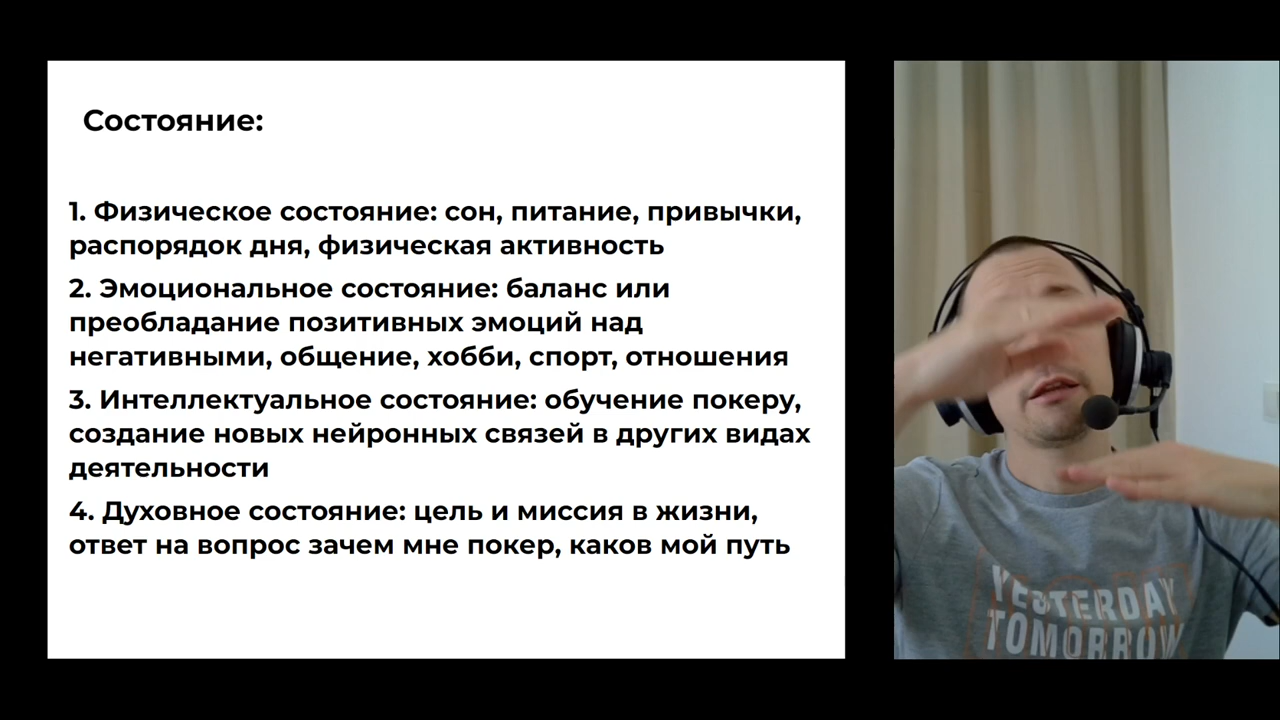 Состояние:
1. Физическое состояние: сон, питание, привычки,
распорядок дня, физическая активность
2. Эмоциональное состояние: баланс или
преобладание позитивных эмоций над
негативными, общение, хобби, спорт, отношения
3. Интеллектуальное состояние: обучение покеру,
создание новых нейронных связей в других видах
деятельности
4. Духовное состояние: цель и миссия в жизни,
ответ на вопрос зачем мне покер, каков мой путь
YESTERDAY
TOMORROW